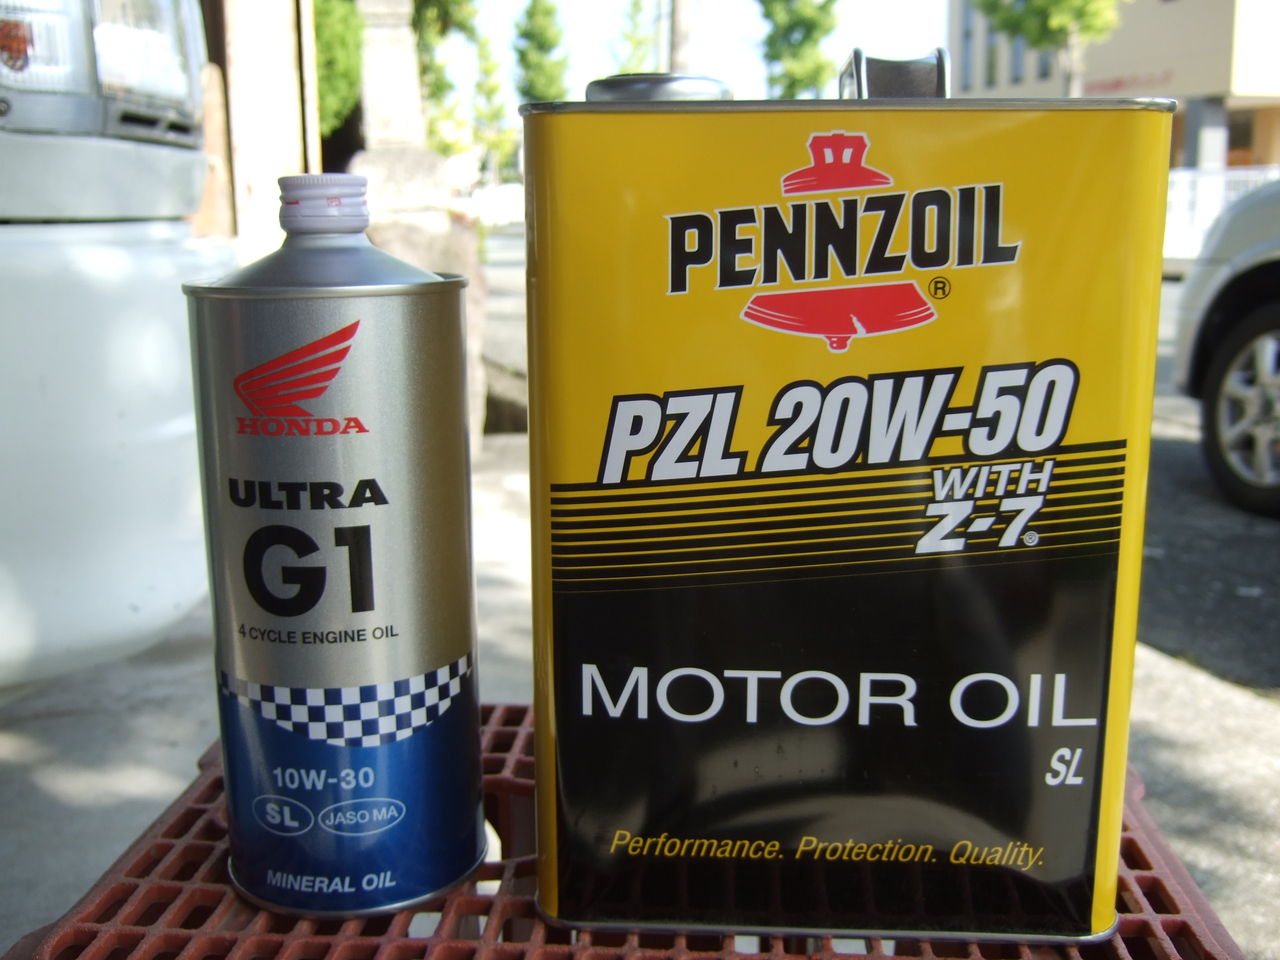 HONDA
ULTRA
G1
4 CYCLE ENGINE OIL
10W-30
SL JASO MA
MINERAL OIL
PENNZOIL
®
PZL 20W-50
WITH
Z-7®
MOTOR OIL
SL
Performance. Protection. Quality.